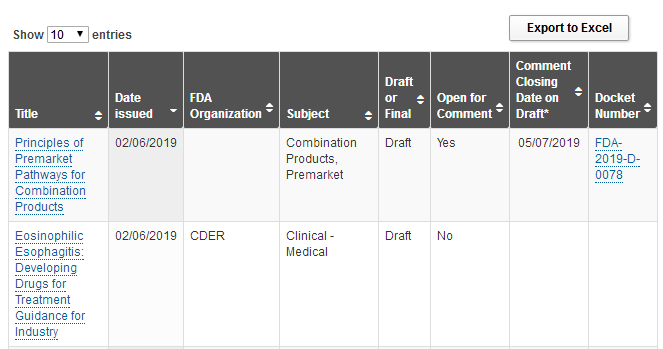 Show 10 entries
Export to Excel
Title
Date issued
FDA Organization
Subject
Draft or Final
Open for Comment
Comment Closing Date on Draft*
Docket Number
Principles of
Premarket
Pathways for
Combination
Products
02/06/2019
Combination
Products,
Premarket
Draft
Yes
05/07/2019
FDA-
2019-D-
0078
Eosinophilic
Esophagitis:
Developing
Drugs for
Treatment
Guidance for
Industry
02/06/2019
CDER
Clinical -
Medical
Draft
No